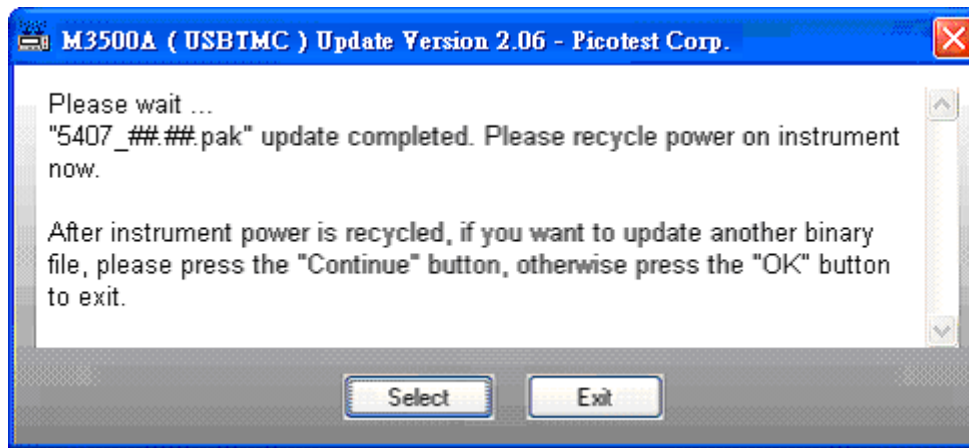 M3500A ( USBTMC ) Update Version 2.06 - Picotest Corp.
Please wait ...
"5407_##.##.pak" update completed. Please recycle power on instrument
now.
After instrument power is recycled, if you want to update another binary
file, please press the "Continue" button, otherwise press the "OK" button
to exit.
Select
Exit